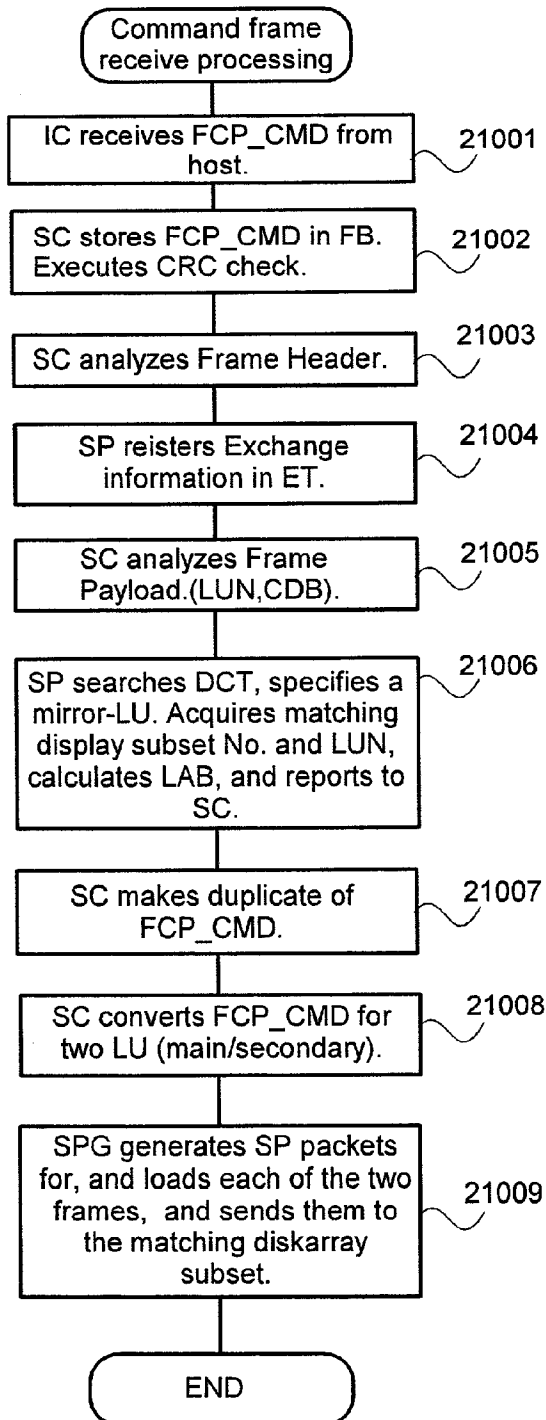 Command frame
receive processing
IC receives FCP_CMD from
host.
21001
SC stores FCP_CMD in FB.
Executes CRC check.
21002
SC analyzes Frame Header.
21003
SP reisters Exchange
information in ET.
21004
SC analyzes Frame
Payload.(LUN,CDB).
21005
SP searches DCT, specifies a
mirror-LU. Acquires matching
display subset No. and LUN,
calculates LAB, and reports to
SC.
21006
SC makes duplicate of
FCP_CMD.
21007
SC converts FCP_CMD for
two LU (main/secondary).
21008
SPG generates SP packets
for, and loads each of the two
frames, and sends them to
the matching diskarray
subset.
21009
END